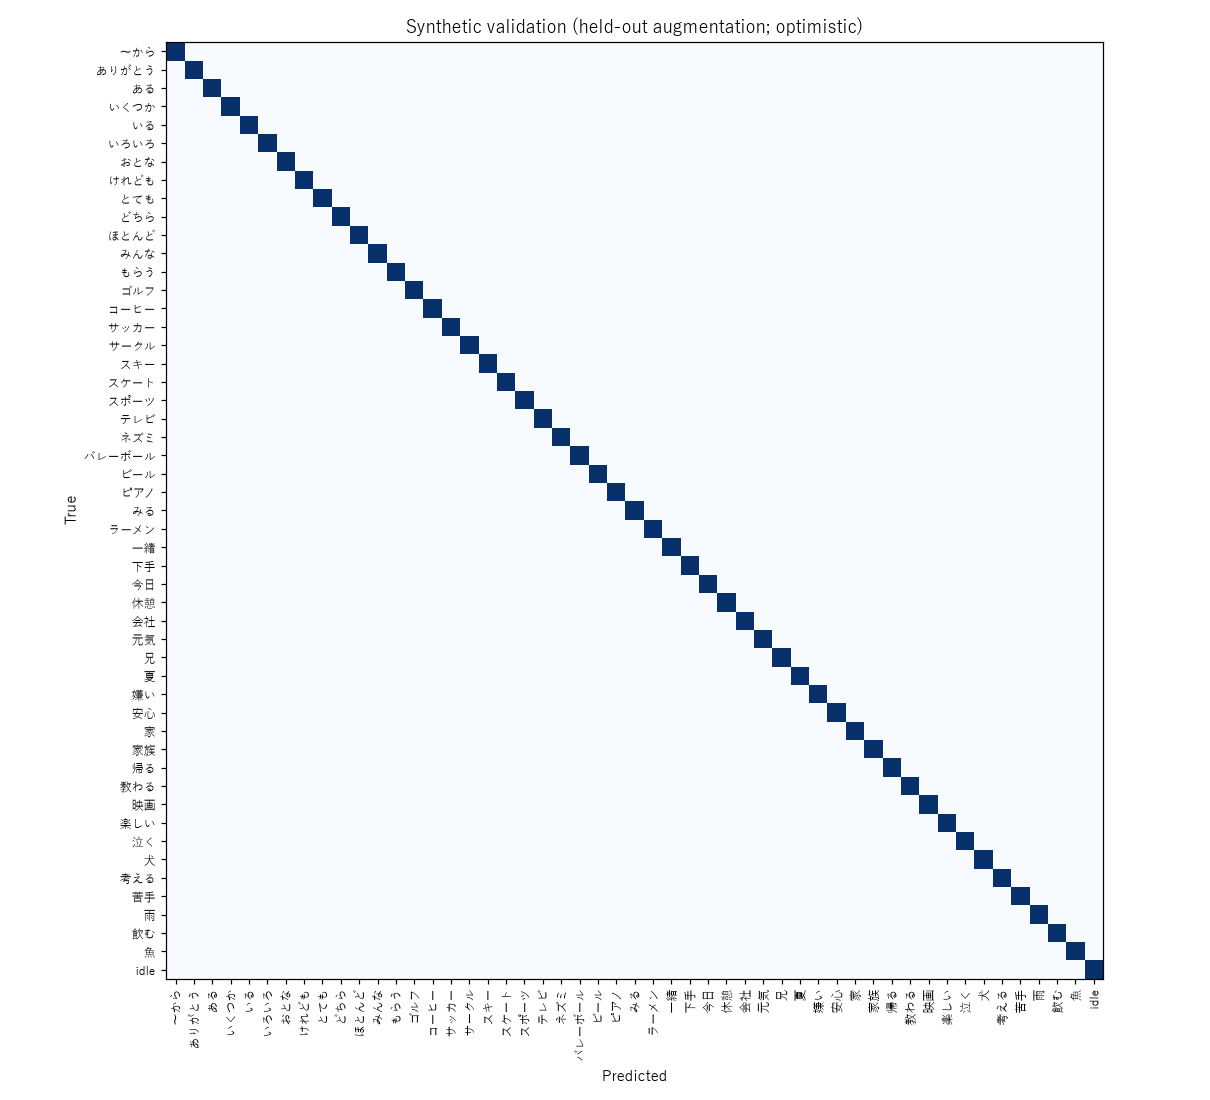 Synthetic validation (held-out augmentation; optimistic)
True
〜から
ありがとう
ある
いくつか
いる
いろいろ
おとな
けれども
とても
どちら
ほとんど
みんな
もらう
ゴルフ
コーヒー
サッカー
サークル
スキー
スケート
スポーツ
テレビ
ネズミ
バレーボール
ビール
ピアノ
みる
ラーメン
一緒
下手
今日
休憩
会社
元気
兄
夏
嫌い
安心
家
家族
帰る
教わる
映画
楽しい
泣く
犬
考える
苦手
雨
飲む
魚
idle
〜から
ありがとう
ある
いくつか
いる
いろいろ
おとな
けれども
とても
どちら
ほとんど
みんな
もらう
ゴルフ
コーヒー
サッカー
サークル
スキー
スケート
スポーツ
テレビ
ネズミ
バレーボール
ビール
ピアノ
みる
ラーメン
一緒
下手
今日
休憩
会社
元気
兄
夏
嫌い
安心
家
家族
帰る
教わる
映画
楽しい
泣く
犬
考える
苦手
雨
飲む
魚
idle
Predicted